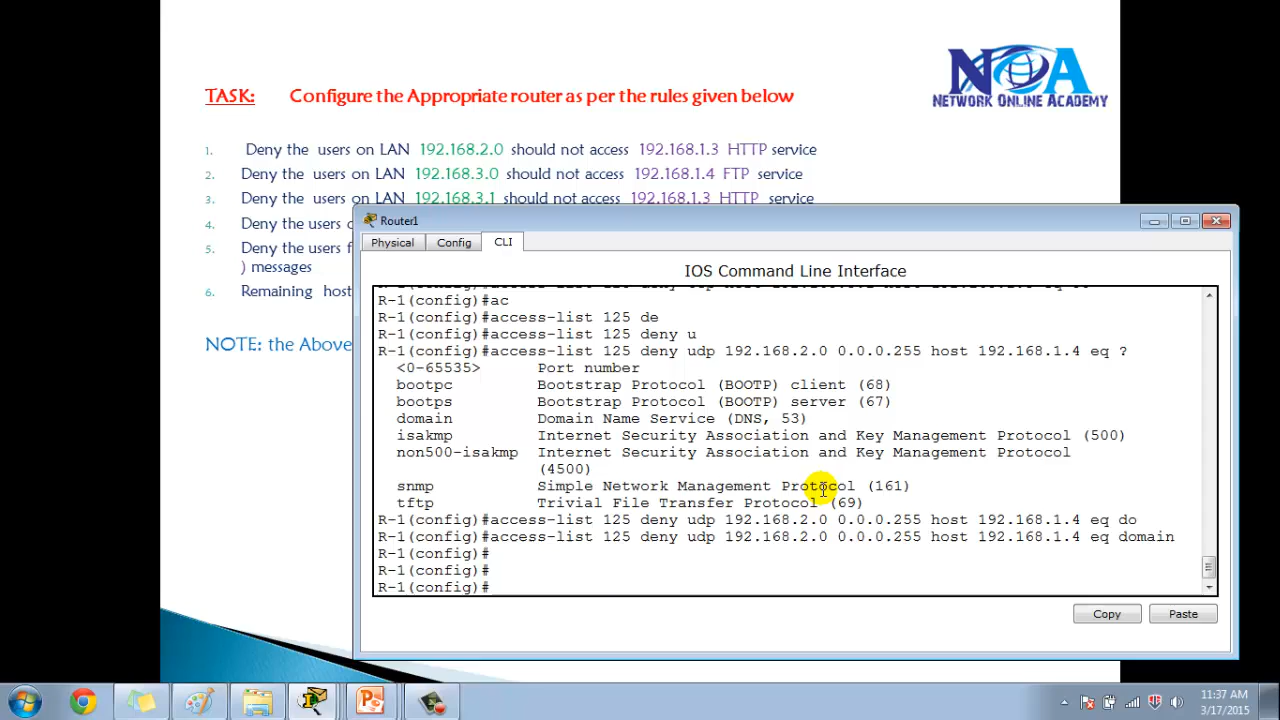 NOA
NETWORK ONLINE ACADEMY
TASK: Configure the Appropriate router as per the rules given below
1. Deny the users on LAN 192.168.2.0 should not access 192.168.1.3 HTTP service
2. Deny the users on LAN 192.168.3.0 should not access 192.168.1.4 FTP service
3. Deny the users on LAN 192.168.3.1 should not access 192.168.1.3 HTTP service
4. Deny the users
5. Deny the users f
) messages
6. Remaining host
NOTE: the Above
Router1
Physical Config CLI
IOS Command Line Interface
R-1(config)#ac
R-1(config)#access-list 125 de
R-1(config)#access-list 125 deny u
R-1(config)#access-list 125 deny udp 192.168.2.0 0.0.0.255 host 192.168.1.4 eq ?
<0-65535> Port number
bootpc Bootstrap Protocol (BOOTP) client (68)
bootps Bootstrap Protocol (BOOTP) server (67)
domain Domain Name Service (DNS, 53)
isakmp Internet Security Association and Key Management Protocol (500)
non500-isakmp Internet Security Association and Key Management Protocol
(4500)
snmp Simple Network Management Protocol (161)
tftp Trivial File Transfer Protocol (69)
R-1(config)#access-list 125 deny udp 192.168.2.0 0.0.0.255 host 192.168.1.4 eq do
R-1(config)#access-list 125 deny udp 192.168.2.0 0.0.0.255 host 192.168.1.4 eq domain
R-1(config)#
R-1(config)#
R-1(config)#
Copy Paste
11:37 AM
3/17/2015